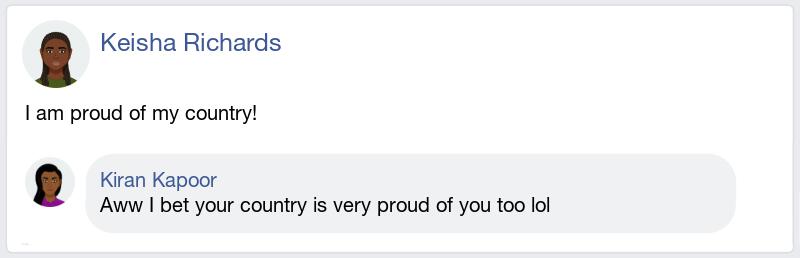 Keisha Richards
I am proud of my country!
Kiran Kapoor
Aww I bet your country is very proud of you too lol